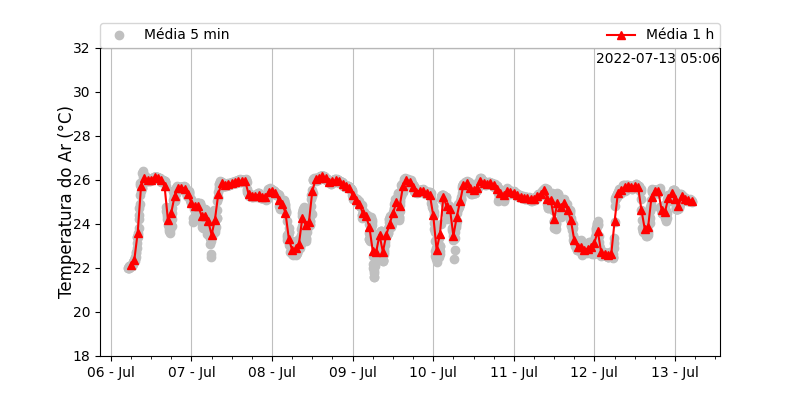 Média 5 min
Média 1 h
2022-07-13 05:06
Temperatura do Ar (°C)
32
30
28
26
24
22
20
18
06 - Jul
07 - Jul
08 - Jul
09 - Jul
10 - Jul
11 - Jul
12 - Jul
13 - Jul